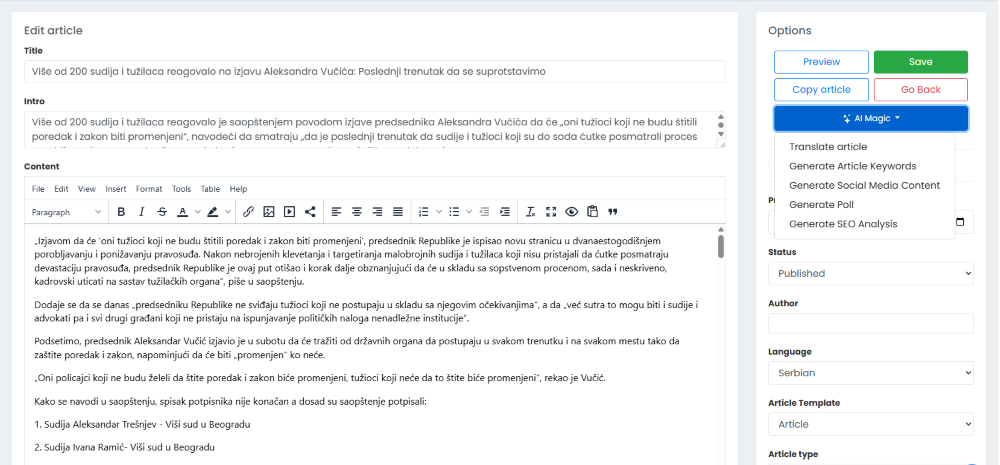 Edit article
Title
Više od 200 sudija i tužilaca reagovalo na izjavu Aleksandra Vučića: Poslednji trenutak da se suprotstavimo
Intro
Više od 200 sudija i tužilaca reagovalo je saopštenjem povodom izjave predsednika Aleksandra Vučića da će „oni tužioci koji ne budu štitili
poredak i zakon biti promenjeni“, navodeći da smatraju „da je poslednji trenutak da sudije i tužioci koji su do sada ćutke posmatrali proces
Content
File Edit View Insert Format Tools Table Help
Paragraph B I S A
„Izjavom da će ‘oni tužioci koji ne budu štitili poredak i zakon biti promenjeni’, predsednik Republike je ispisao novu stranicu u dvanaestogodišnjem
porobljavanju i ponižavanju pravosuđa. Nakon nebrojenih klevetanja i targetiranja malobrojnih sudija i tužilaca koji nisu pristajali da ćutke posmatraju
devastaciju pravosuđa, predsednik Republike je ovaj put otišao i korak dalje obznanjujući da će u skladu sa sopstvenom procenom, sada i neskriveno,
kadrovski uticati na sastav tužilačkih organa”, piše u saopštenju.
Dodaje se da se danas „predsedniku Republike ne sviđaju tužioci koji ne postupaju u skladu sa njegovim očekivanjima”, a da „već sutra to mogu biti i sudije i
advokati pa i svi drugi građani koji ne pristaju na ispunjavanje političkih naloga nenadležne institucije”.
Podsetimo, predsednik Aleksandar Vučić izjavio je u subotu da će tražiti od državnih organa da postupaju u svakom trenutku i na svakom mestu tako da
zaštite poredak i zakon, napominjući da će biti „promenjen” ko neće.
„Oni policajci koji ne budu želeli da štite poredak i zakon biće promenjeni, tužioci koji neće da to štite biće promenjeni”, rekao je Vučić.
Kako se navodi u saopštenju, spisak potpisnika nije konačan a dosad su saopštenje potpisali:
1. Sudija Aleksandar Trešnjev - Viši sud u Beogradu
2. Sudija Ivana Ramić- Viši sud u Beogradu
Options
Preview Save
Copy article Go Back
AI Magic
Translate article
Generate Article Keywords
Generate Social Media Content
Generate Poll
Generate SEO Analysis
Status
Published
Author
Language
Serbian
Article Template
Article
Article type